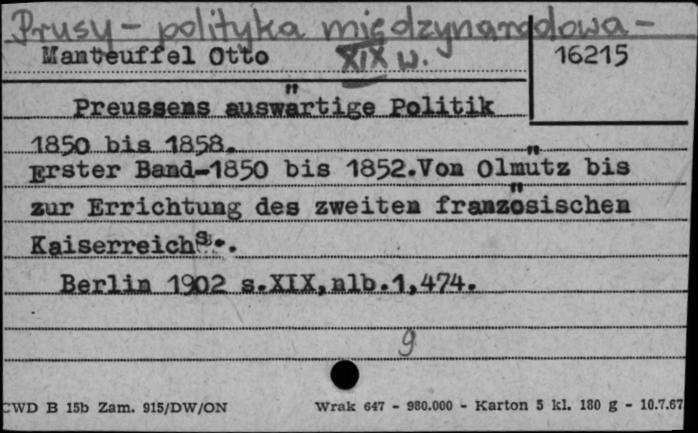 Prusy - polityka międzynarodowa -
XIX w.
Manteuffel Otto 16215
Preussens auswärtige Politik
1850 bis 1858.
Erster Band-1850 bis 1852.Von Olmütz bis
zur Errichtung des zweiten französischen
Kaiserreichs.
Berlin 1902 s.XIX,nlb.1,474.
9
CWD B 15b Zam. 915/DW/ON Wrak 647 - 980.000 - Karton 5 kl. 180 g - 10.7.67